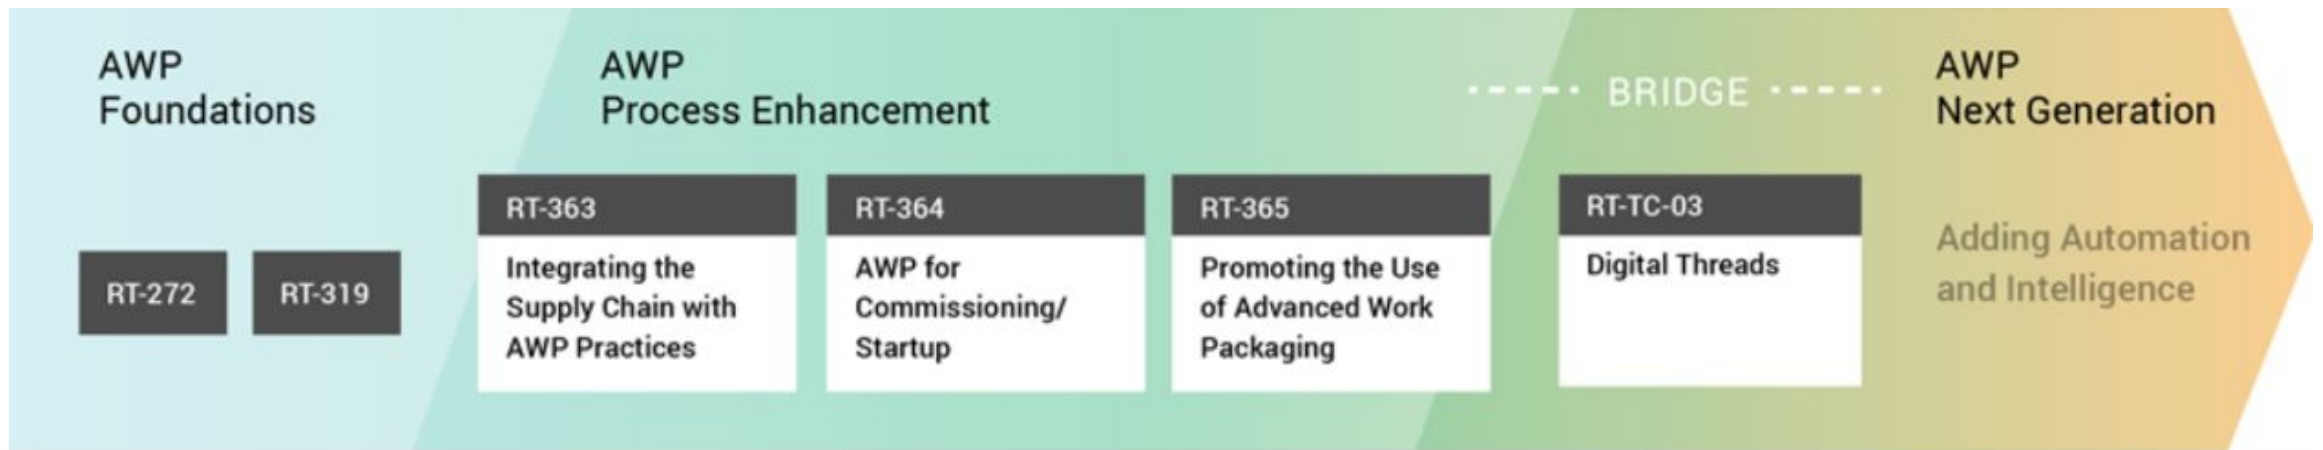 AWP
Foundations
RT-272
RT-319
AWP
Process Enhancement
RT-363
Integrating the
Supply Chain with
AWP Practices
RT-364
AWP for
Commissioning/
Startup
RT-365
Promoting the Use
of Advanced Work
Packaging
BRIDGE
RT-TC-03
Digital Threads
AWP
Next Generation
Adding Automation
and Intelligence